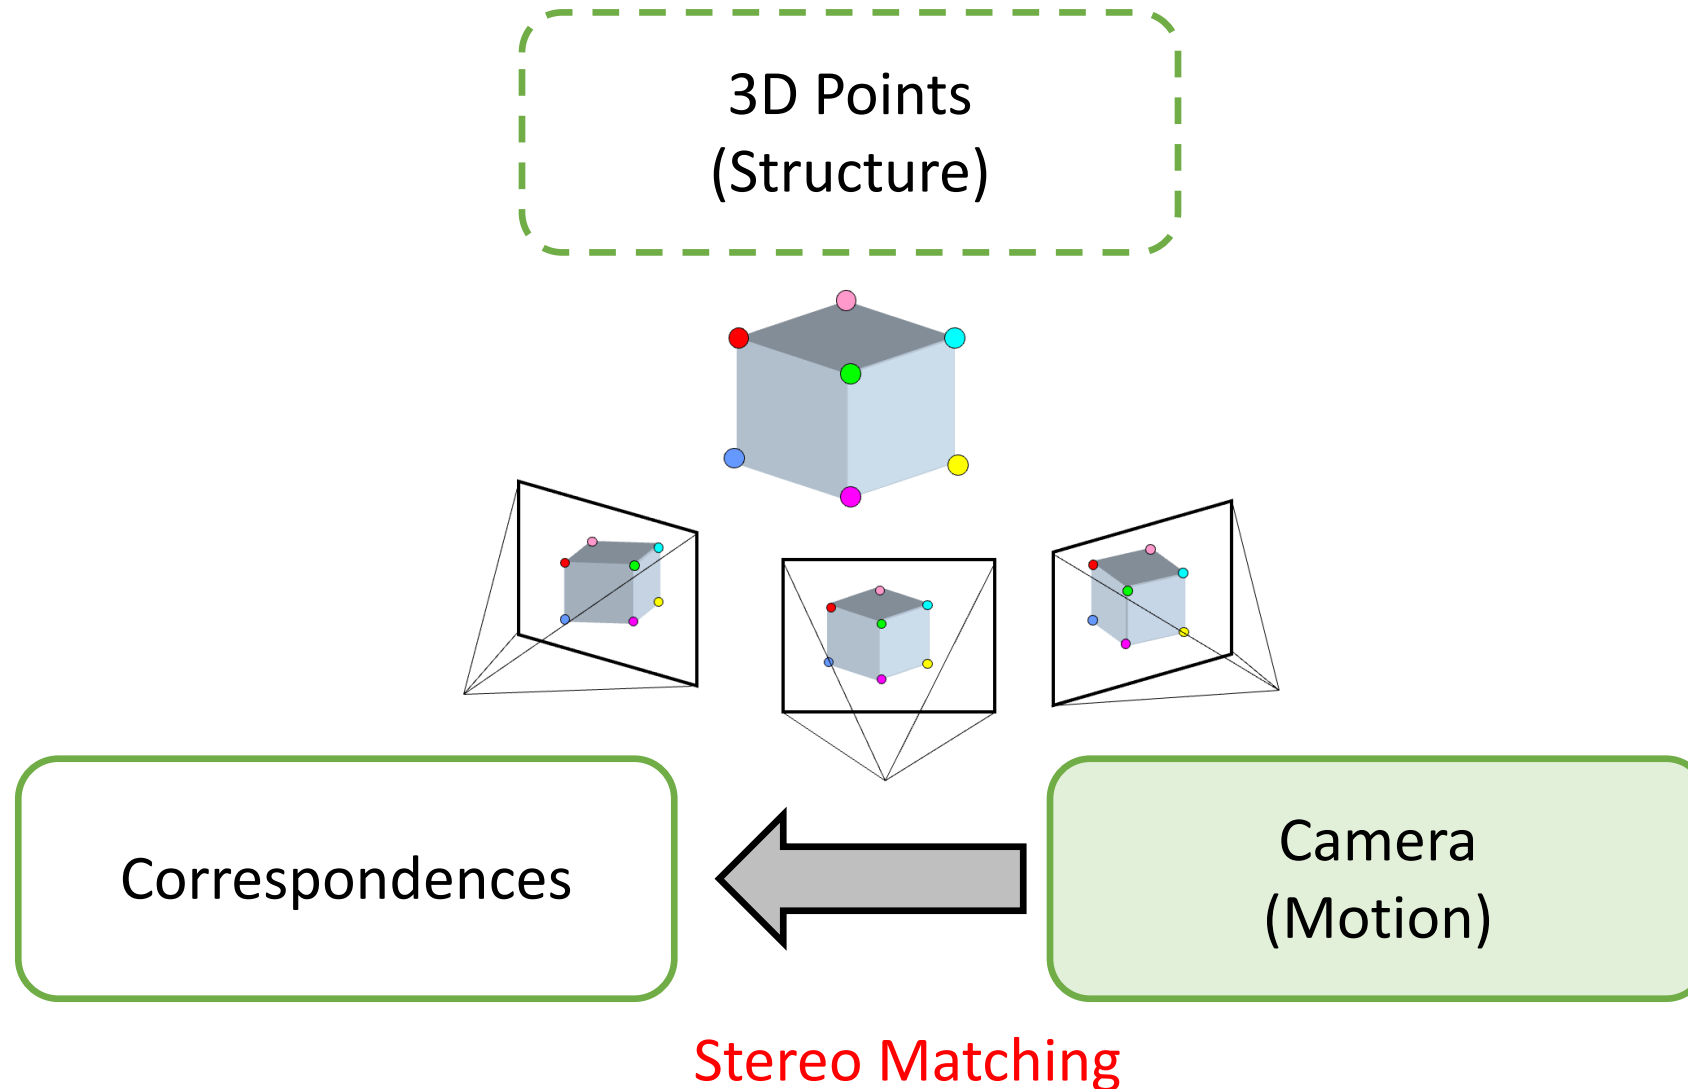 3D Points
(Structure)
Correspondences
Camera
(Motion)
Stereo Matching